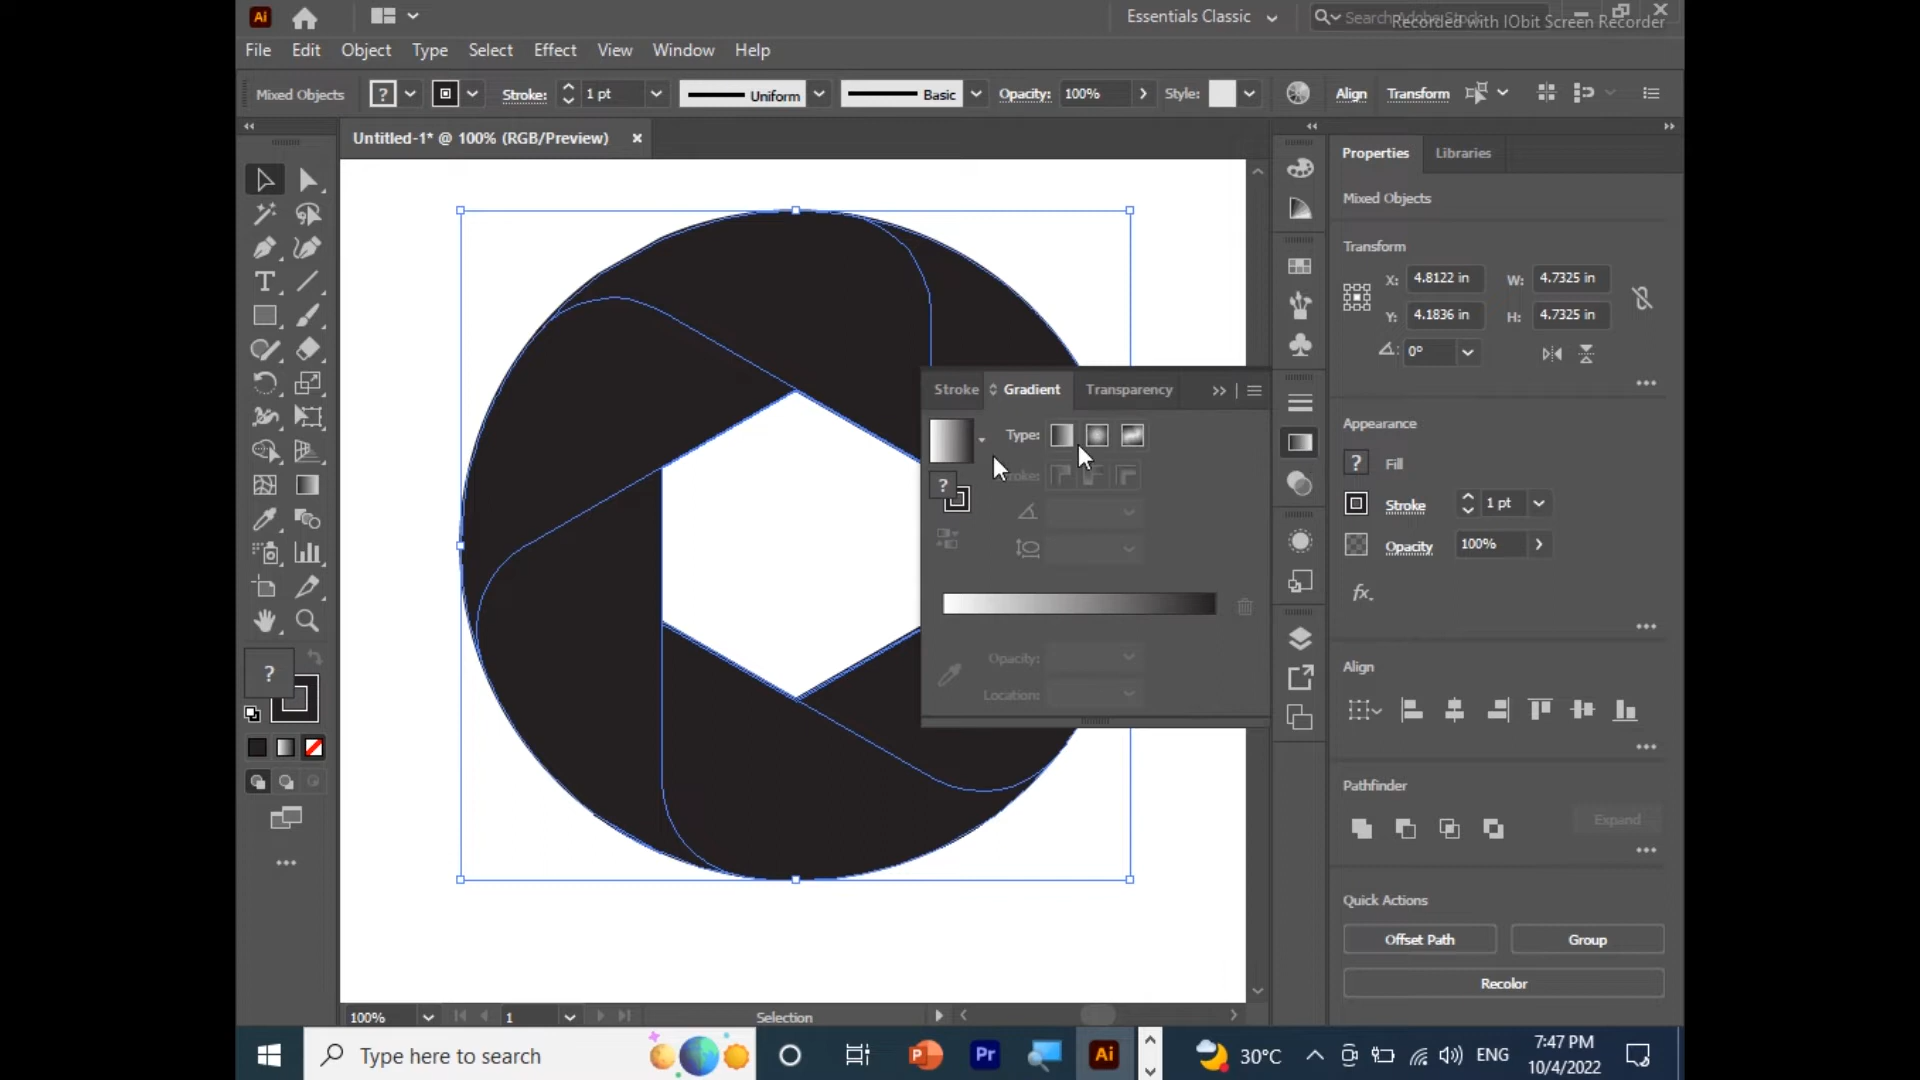 Ai
Essentials Classic
Search Adobe Stock
Recorded with IObit Screen Recorder
File Edit Object Type Select Effect View Window Help
Mixed Objects ? Stroke: 1 pt Uniform Basic Opacity: 100% Style: Align Transform
Untitled-1* @ 100% (RGB/Preview)
Properties Libraries
Mixed Objects
Transform
X: 4.8122 in W: 4.7325 in
Y: 4.1836 in H: 4.7325 in
0°
Appearance
? Fill
Stroke 1 pt
Opacity 100%
fx.
Align
Pathfinder
Expand
Quick Actions
Offset Path Group
Recolor
Stroke Gradient Transparency
Type:
?
Opacity:
Location:
?
100% 1 Selection
Type here to search
Pr Ai
30°C
ENG
7:47 PM
10/4/2022